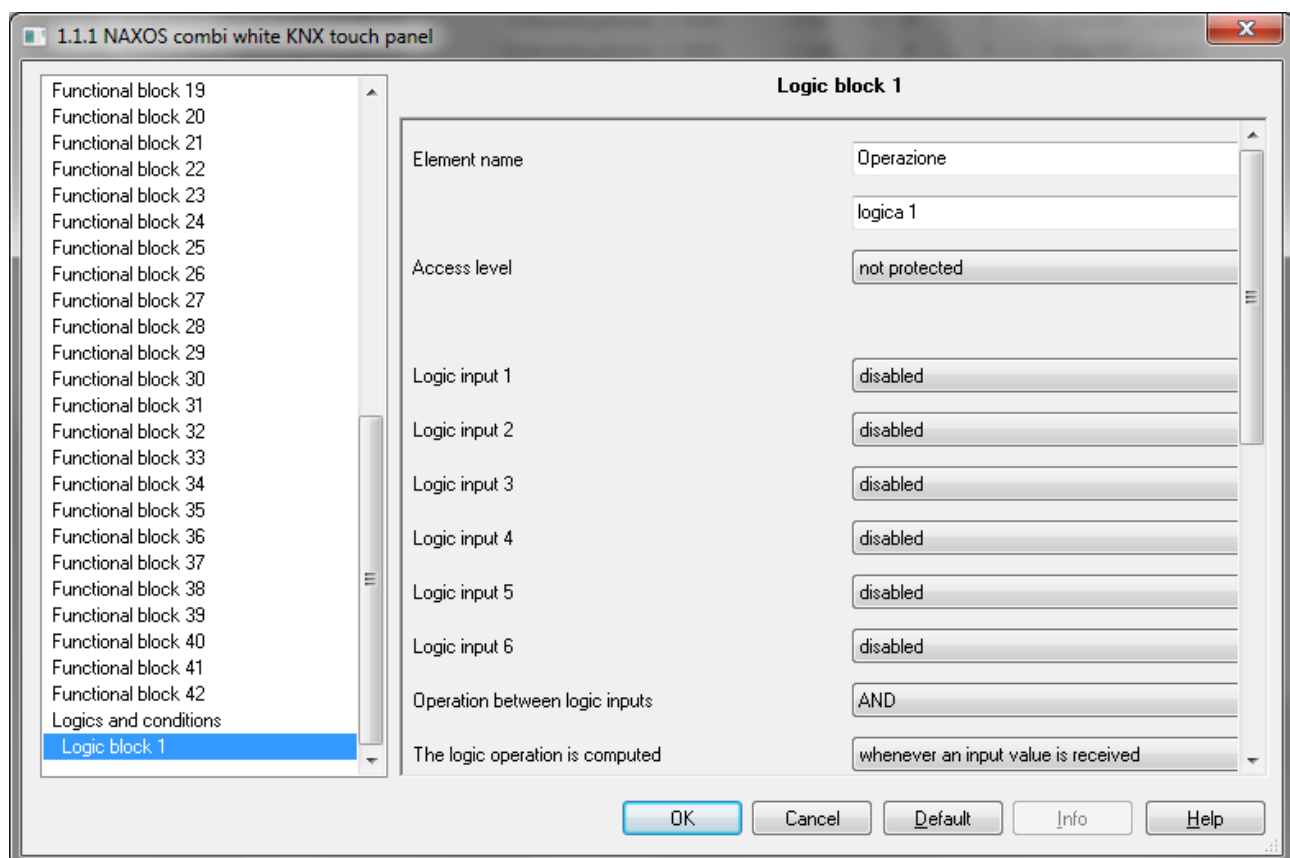 1.1.1 NAXOS combi white KNX touch panel
Functional block 19
Functional block 20
Functional block 21
Functional block 22
Functional block 23
Functional block 24
Functional block 25
Functional block 26
Functional block 27
Functional block 28
Functional block 29
Functional block 30
Functional block 31
Functional block 32
Functional block 33
Functional block 34
Functional block 35
Functional block 36
Functional block 37
Functional block 38
Functional block 39
Functional block 40
Functional block 41
Functional block 42
Logics and conditions
Logic block 1
Logic block 1
Element name Operazione
logica 1
Access level not protected
Logic input 1 disabled
Logic input 2 disabled
Logic input 3 disabled
Logic input 4 disabled
Logic input 5 disabled
Logic input 6 disabled
Operation between logic inputs AND
The logic operation is computed whenever an input value is received
OK Cancel Default Info Help